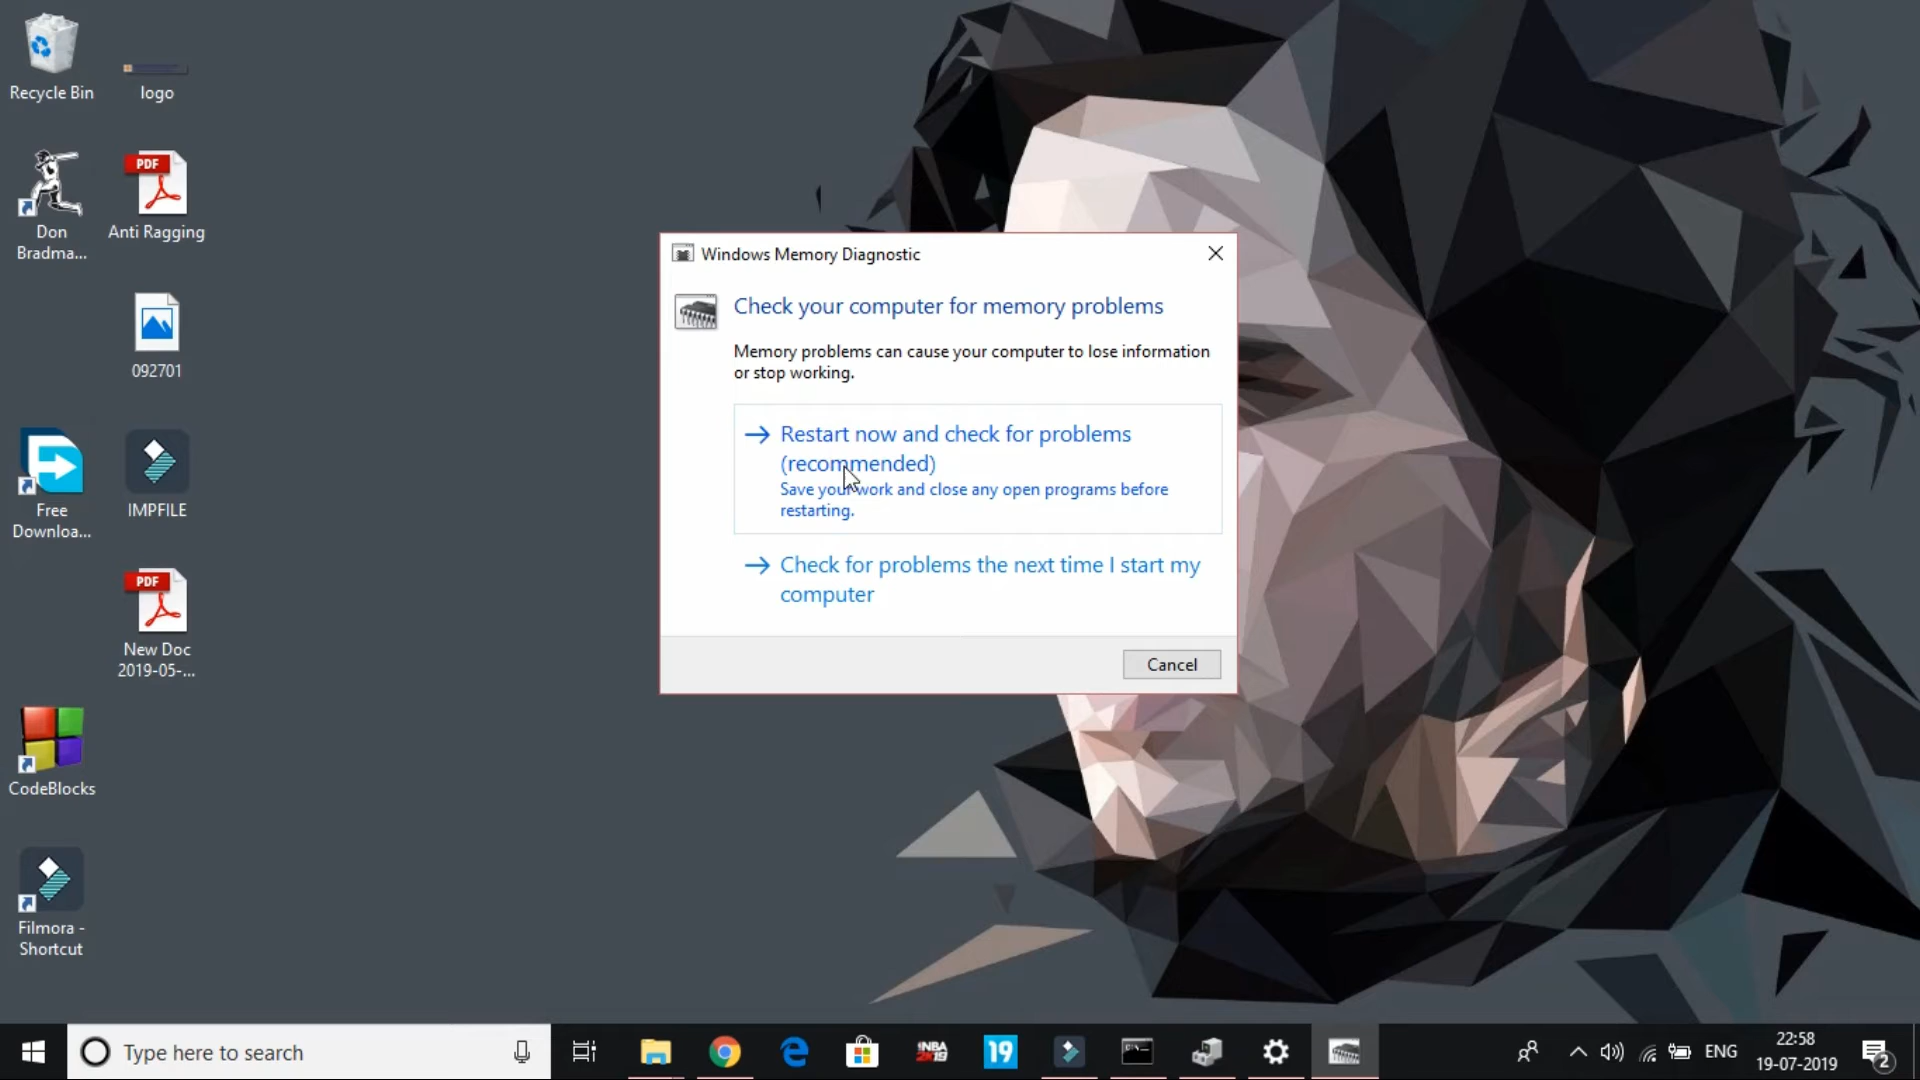 Recycle Bin
logo
Don
Bradma...
PDF
Anti Ragging
092701
Free
Downloa...
IMPFILE
PDF
New Doc
2019-05-...
CodeBlocks
Filmora -
Shortcut
Windows Memory Diagnostic
Check your computer for memory problems
Memory problems can cause your computer to lose information
or stop working.
Restart now and check for problems
(recommended)
Save your work and close any open programs before
restarting.
Check for problems the next time I start my
computer
Cancel
Type here to search
NBA
2K19
19
ENG
22:58
19-07-2019
2